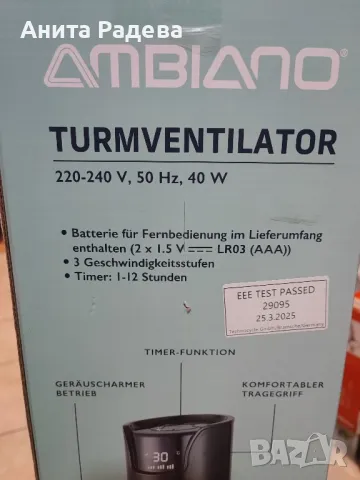 Анита Радева
AMBIANO®
TURMVENTILATOR
220-240 V, 50 Hz, 40 W
• Batterie für Fernbedienung im Lieferumfang
enthalten (2 x 1.5 V ⎓ LR03 (AAA))
• 3 Geschwindigkeitsstufen
• Timer: 1-12 Stunden
EEE TEST PASSED
29095
25.3.2025
TIMER-FUNKTION
GERÄUSCHARMER
BETRIEB
KOMFORTABLER
TRAGEGRIFF
30
BAZAR
bg